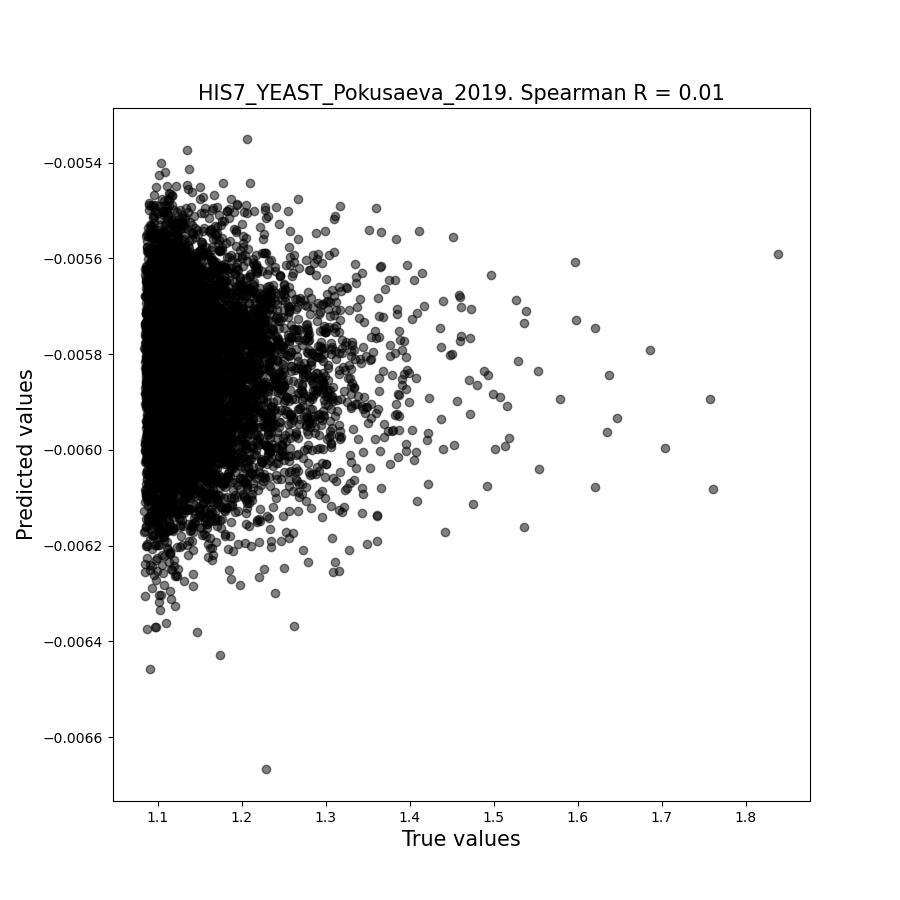 HIS7_YEAST_Pokusaeva_2019. Spearman R = 0.01
−0.0054
−0.0056
−0.0058
−0.0060
−0.0062
−0.0064
−0.0066
Predicted values
1.1 1.2 1.3 1.4 1.5 1.6 1.7 1.8
True values